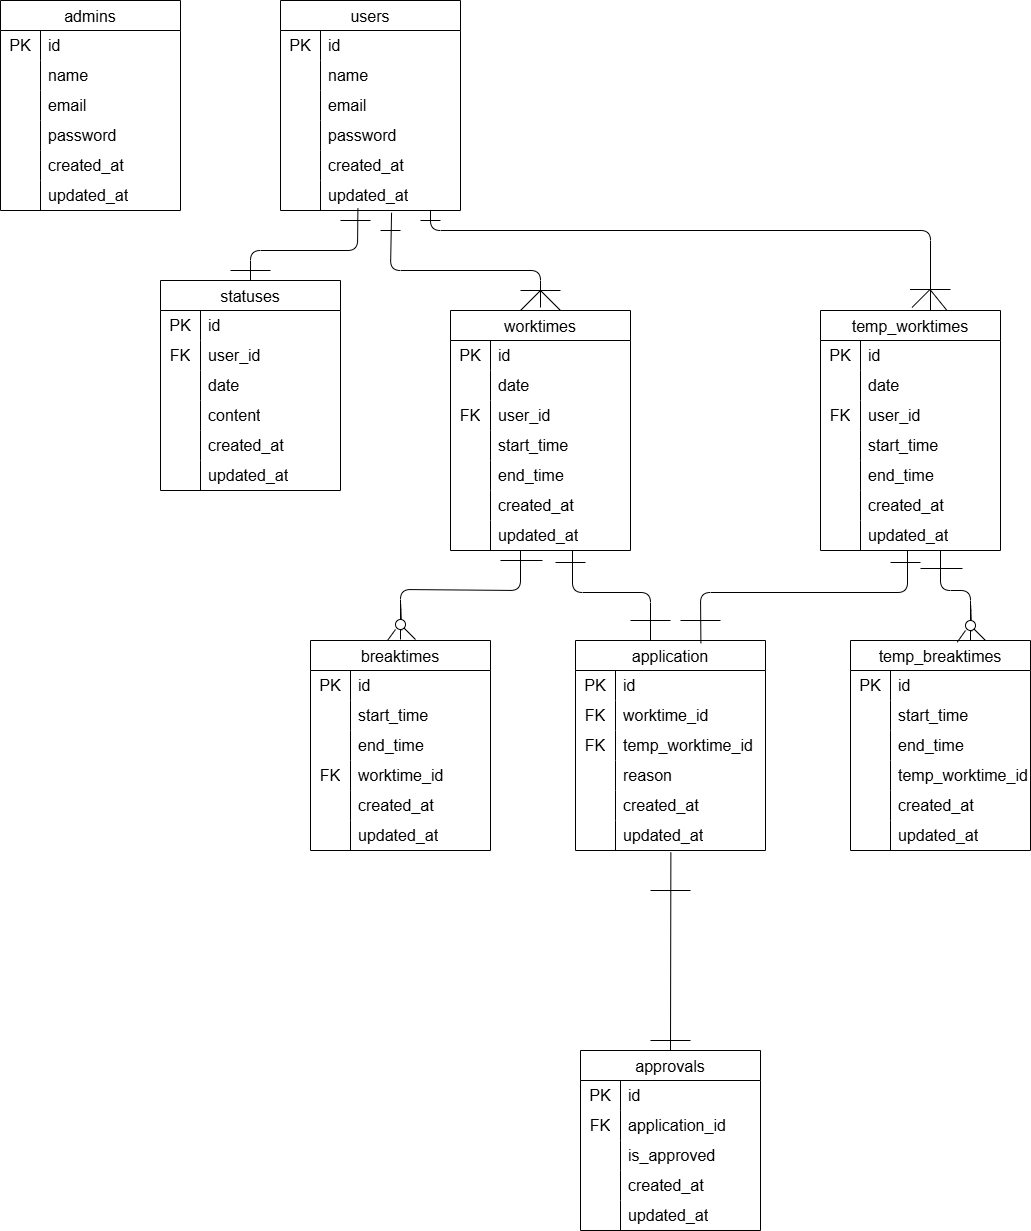 admins
PK id
name
email
password
created_at
updated_at
users
PK id
name
email
password
created_at
updated_at
statuses
PK id
FK user_id
date
content
created_at
updated_at
worktimes
PK id
date
FK user_id
start_time
end_time
created_at
updated_at
temp_worktimes
PK id
date
FK user_id
start_time
end_time
created_at
updated_at
breaktimes
PK id
start_time
end_time
FK worktime_id
created_at
updated_at
application
PK id
FK worktime_id
FK temp_worktime_id
reason
created_at
updated_at
temp_breaktimes
PK id
start_time
end_time
temp_worktime_id
created_at
updated_at
approvals
PK id
FK application_id
is_approved
created_at
updated_at